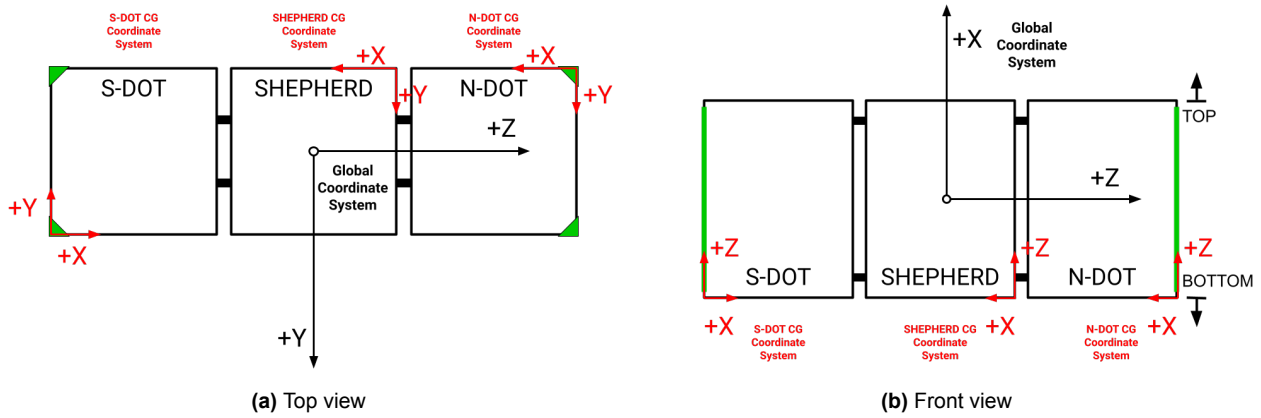 S-DOT CG
Coordinate
System
SHEPHERD CG
Coordinate
System
N-DOT CG
Coordinate
System
+X
+X
S-DOT
SHEPHERD
N-DOT
+Y
+Y
+Z
Global
Coordinate
System
+Y
+X
+Y
(a) Top view
+X
Global
Coordinate
System
TOP
+Z
+Z
+Z
+Z
S-DOT
SHEPHERD
N-DOT
BOTTOM
+X
+X
+X
S-DOT CG
Coordinate
System
SHEPHERD CG
Coordinate
System
N-DOT CG
Coordinate
System
(b) Front view